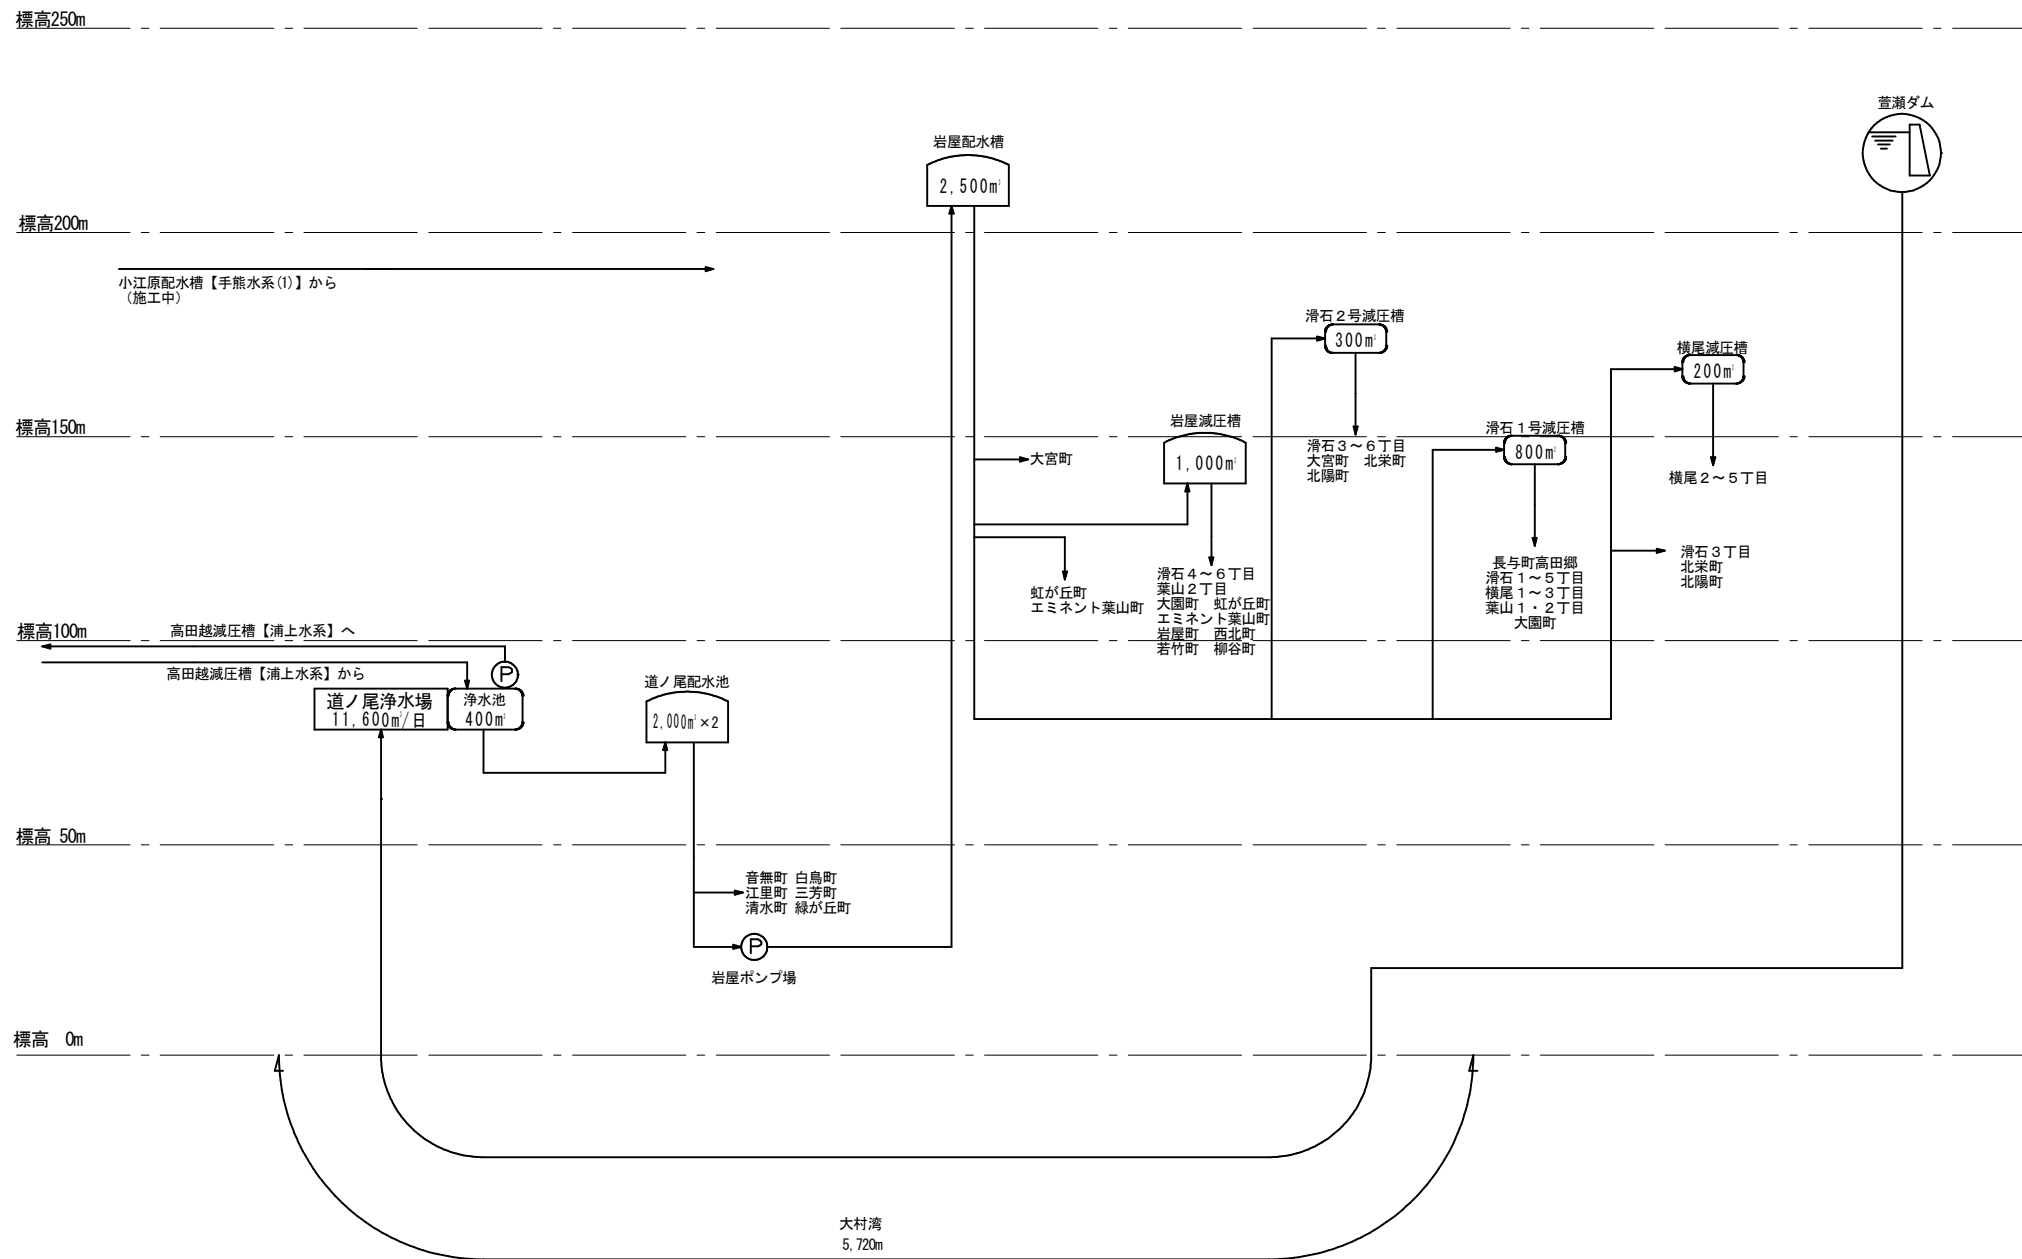 標高250m
萱瀬ダム
岩屋配水槽
2,500m³
標高200m
小江原配水槽【手熊水系(1)】から
（施工中）
滑石２号減圧槽
300m³
横尾減圧槽
200m³
標高150m
岩屋減圧槽
1,000m³
大宮町
滑石３～６丁目
大宮町　北栄町
北陽町
滑石１号減圧槽
800m³
横尾２～５丁目
虹が丘町
エミネント葉山町
滑石４～６丁目
葉山２丁目
大園町　虹が丘町
エミネント葉山町
岩屋町　西北町
若竹町　柳谷町
長与町高田郷
滑石１～５丁目
横尾１～３丁目
葉山１・２丁目
大園町
滑石３丁目
北栄町
北陽町
標高100m
高田越減圧槽【浦上水系】へ
高田越減圧槽【浦上水系】から
P
道ノ尾浄水場
11,600m³/日
浄水池
400m³
道ノ尾配水池
2,000m³×2
標高 50m
音無町 白鳥町
江里町 三芳町
清水町 緑が丘町
P
岩屋ポンプ場
標高　0m
大村湾
5,720m